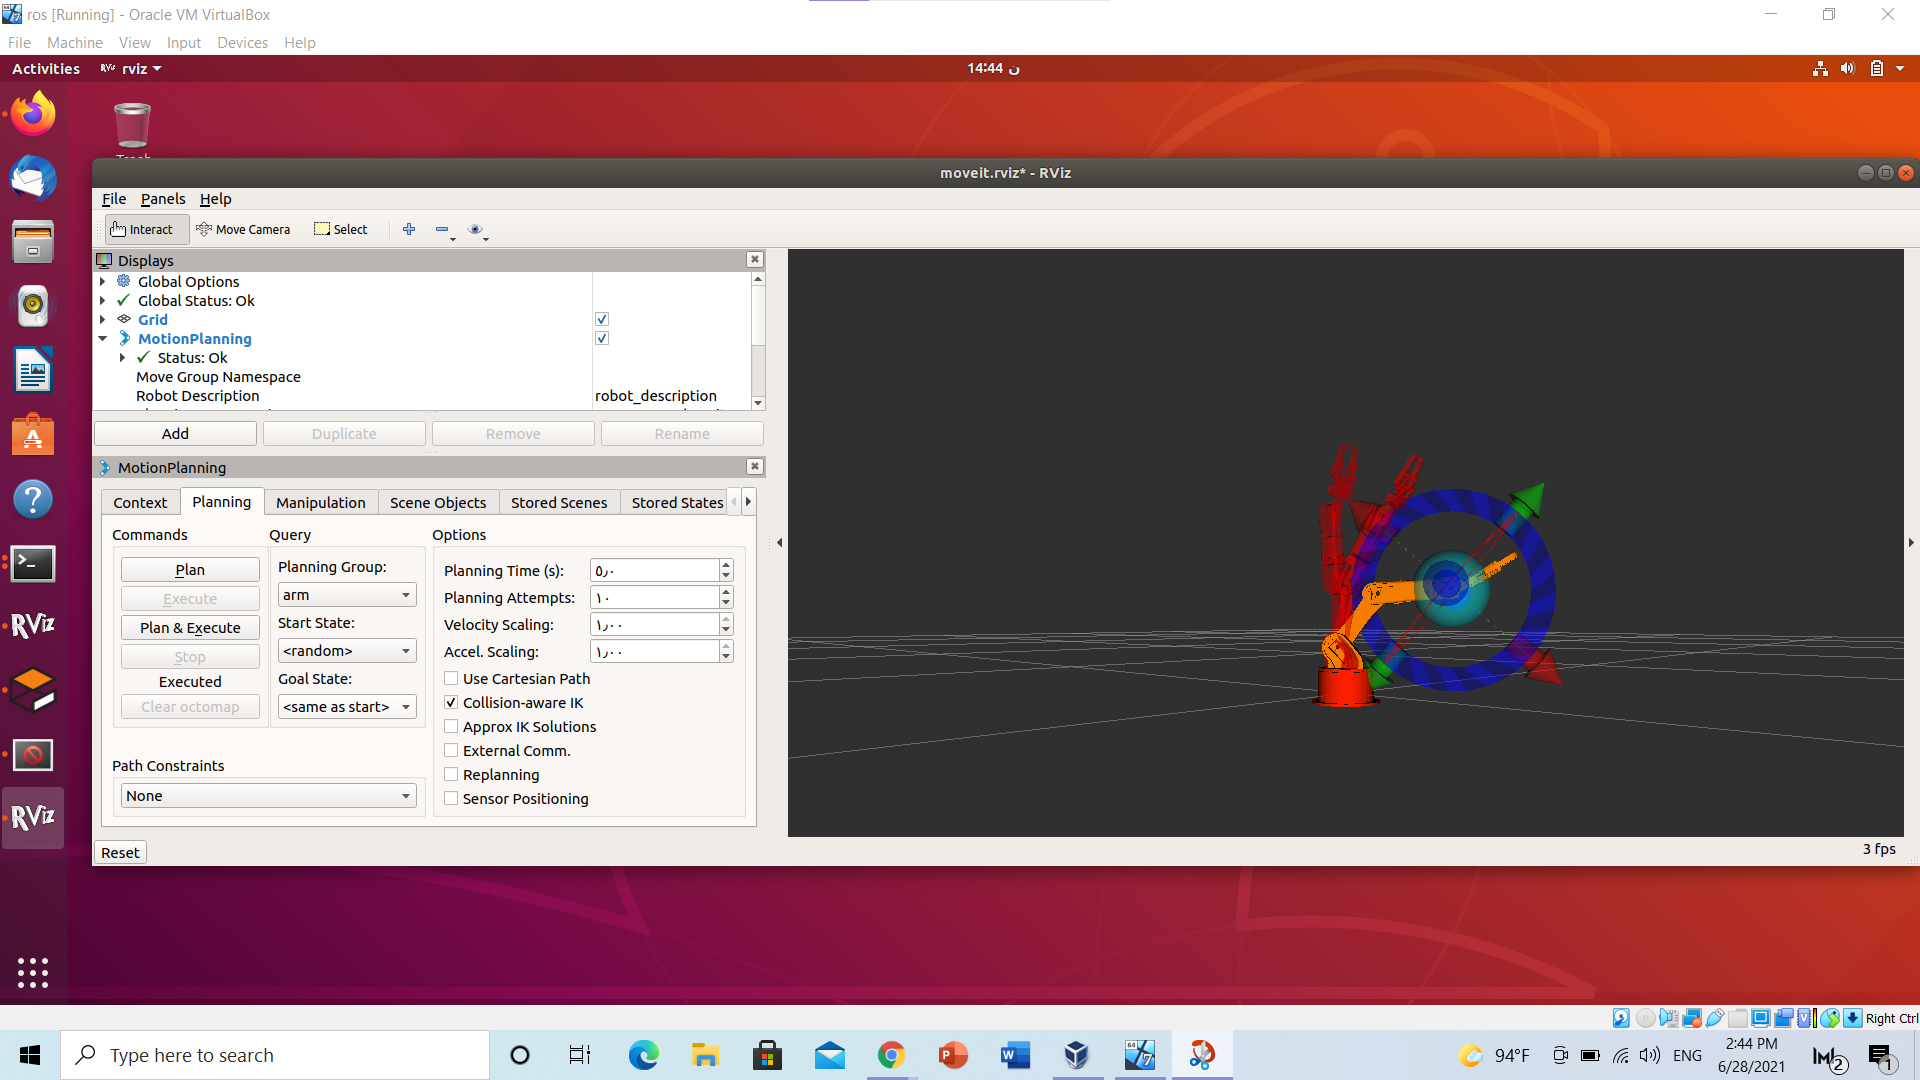 ros [Running] - Oracle VM VirtualBox
File Machine View Input Devices Help
Activities RViz rviz 14:44 ن
moveit.rviz* - RViz
File Panels Help
Interact Move Camera Select
Displays
Global Options
Global Status: Ok
Grid
MotionPlanning
Status: Ok
Move Group Namespace
Robot Description robot_description
Add Duplicate Remove Rename
MotionPlanning
Context Planning Manipulation Scene Objects Stored Scenes Stored States
Commands Query Options
Plan
Execute
Plan & Execute
Stop
Executed
Clear octomap
Planning Group:
arm
Start State:
<random>
Goal State:
<same as start>
Planning Time (s): ٥٫٠
Planning Attempts: ١٠
Velocity Scaling: ١٫٠٠
Accel. Scaling: ١٫٠٠
Use Cartesian Path
Collision-aware IK
Approx IK Solutions
External Comm.
Replanning
Sensor Positioning
Path Constraints
None
Reset
3 fps
RViz
RViz
Right Ctrl
Type here to search
94°F ENG
2:44 PM
6/28/2021
2
1